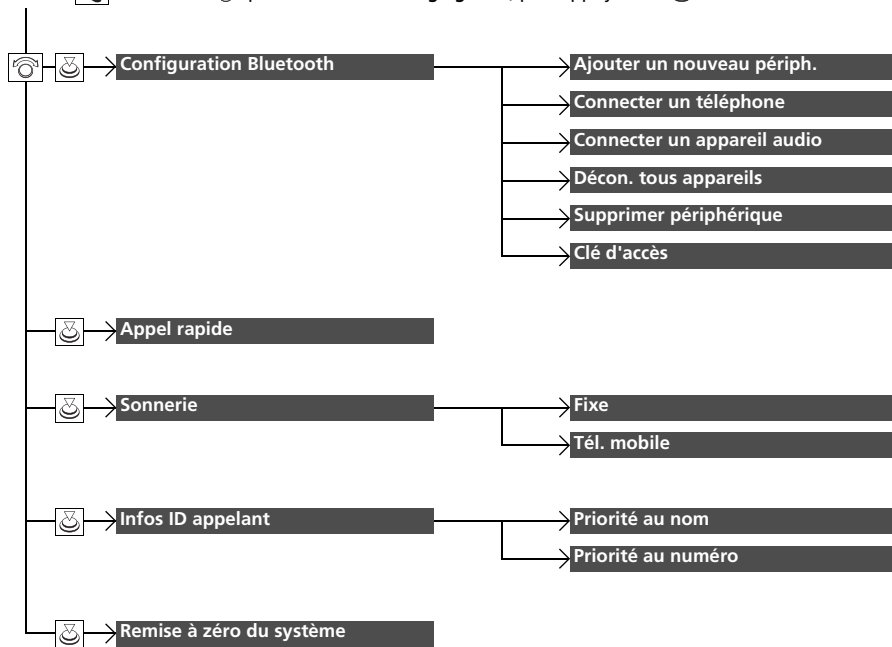 Configuration Bluetooth
Ajouter un nouveau périph.
Connecter un téléphone
Connecter un appareil audio
Décon. tous appareils
Supprimer périphérique
Clé d'accès
Appel rapide
Sonnerie
Fixe
Tél. mobile
Infos ID appelant
Priorité au nom
Priorité au numéro
Remise à zéro du système